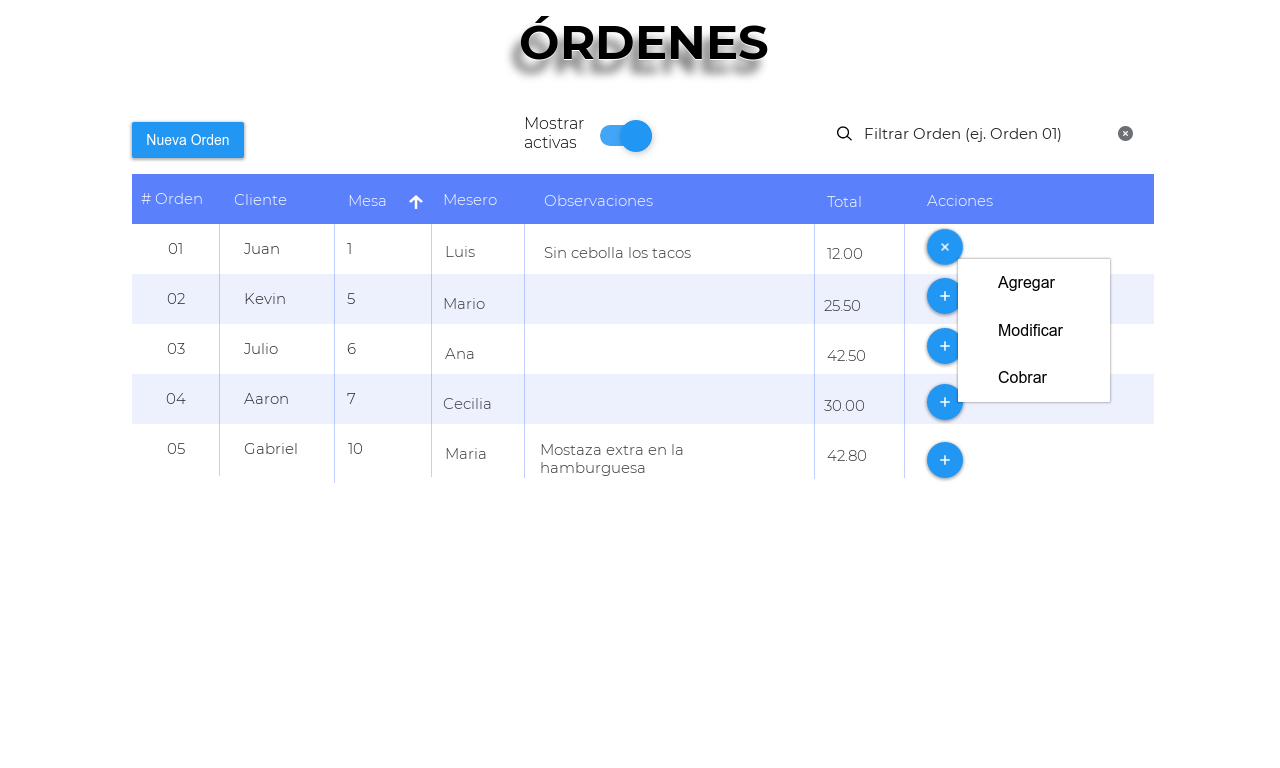 ÓRDENES
Nueva Orden
Mostrar
activas
Filtrar Orden (ej. Orden 01)
# Orden Cliente Mesa Mesero Observaciones Total Acciones
01 Juan 1 Luis Sin cebolla los tacos 12.00
Agregar
02 Kevin 5 Mario 25.50
Modificar
03 Julio 6 Ana 42.50
Cobrar
04 Aaron 7 Cecilia 30.00
05 Gabriel 10 Maria Mostaza extra en la 42.80
hamburguesa